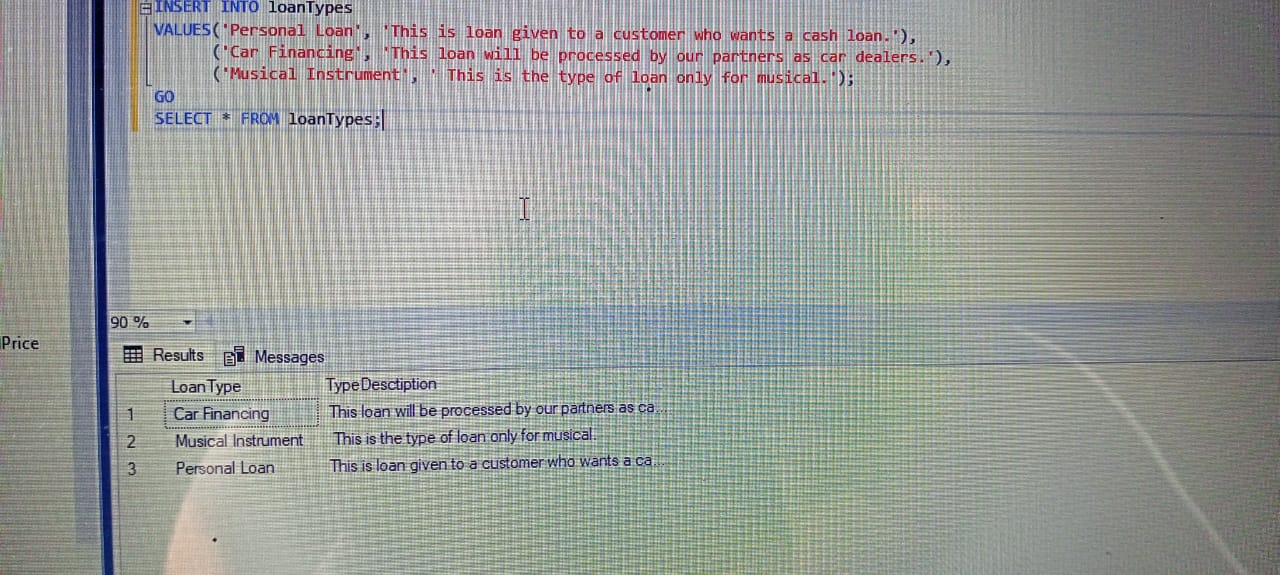 INSERT INTO loanTypes
VALUES('Personal Loan', 'This is loan given to a customer who wants a cash loan.'),
('Car Financing', 'This loan will be processed by our partners as car dealers.'),
('Musical Instrument', ' This is the type of loan only for musical.');
GO
SELECT * FROM loanTypes;
90 %
Price
Results Messages
LoanType TypeDesctiption
1 Car Financing This loan will be processed by our partners as ca...
2 Musical Instrument This is the type of loan only for musical.
3 Personal Loan This is loan given to a customer who wants a ca...